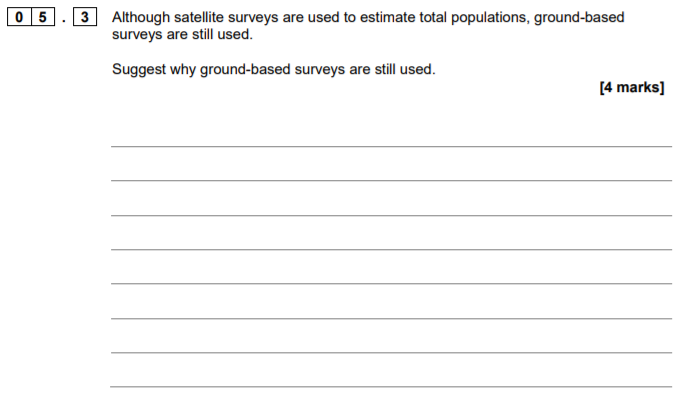 0 5 . 3 Although satellite surveys are used to estimate total populations, ground-based
surveys are still used.
Suggest why ground-based surveys are still used.
[4 marks]